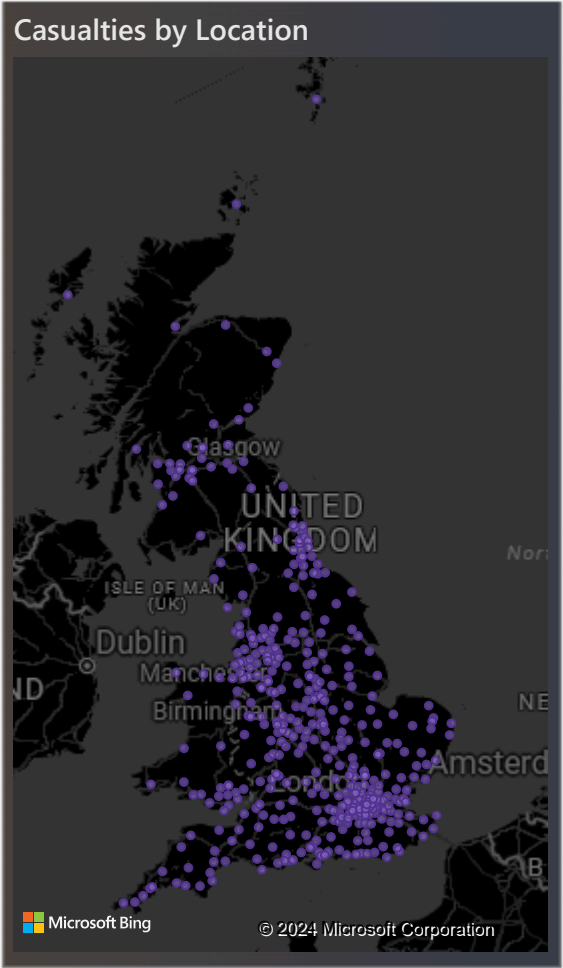 Casualties by Location
Glasgow
UNITED
KINGDOM
Nort
ISLE OF MAN
(UK)
Dublin
Manchester
ND
NE
Birmingham
Amsterd
London
B
Microsoft Bing
© 2024 Microsoft Corporation